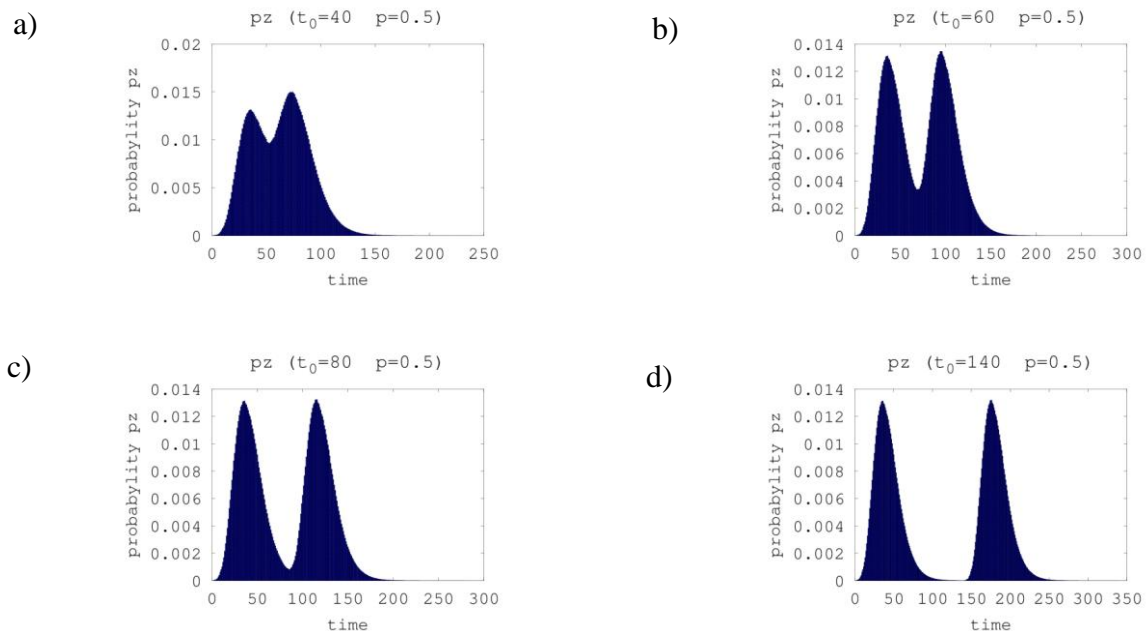 a)
pz (t₀=40 p=0.5)
0.02
0.015
0.01
0.005
0
probabylity pz
0 50 100 150 200 250
time
b)
pz (t₀=60 p=0.5)
0.014
0.012
0.01
0.008
0.006
0.004
0.002
0
probabylity pz
0 50 100 150 200 250 300
time
c)
pz (t₀=80 p=0.5)
0.014
0.012
0.01
0.008
0.006
0.004
0.002
0
probabylity pz
0 50 100 150 200 250 300
time
d)
pz (t₀=140 p=0.5)
0.014
0.012
0.01
0.008
0.006
0.004
0.002
0
probabylity pz
0 50 100 150 200 250 300 350
time